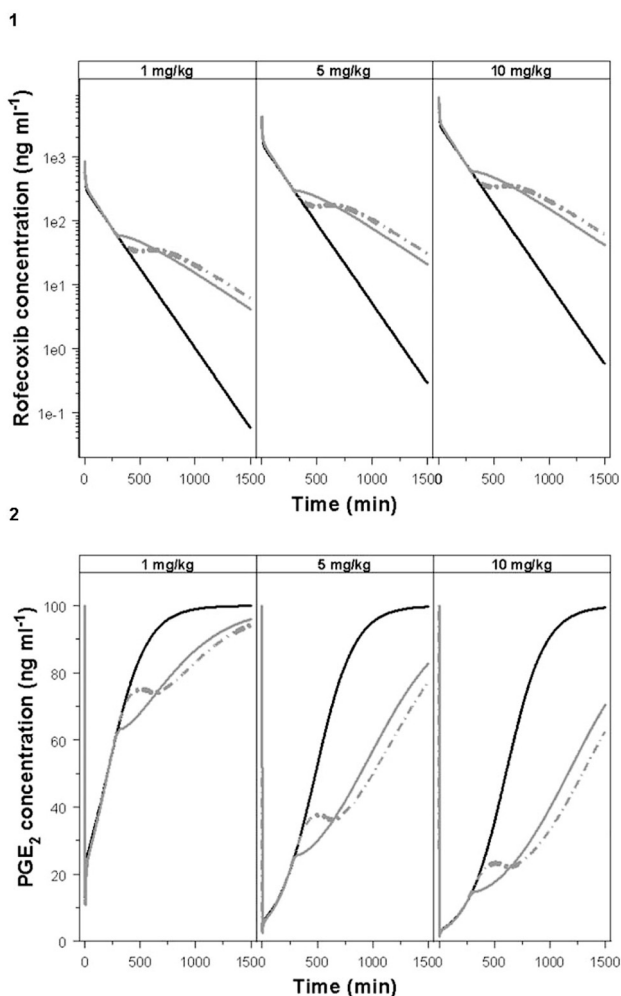 1
1 mg/kg 5 mg/kg 10 mg/kg
Rofecoxib concentration (ng ml-1)
1e3
1e2
1e1
1e0
1e-1
0 500 1000 1500 500 1000 1500 0 500 1000 1500
Time (min)
2
1 mg/kg 5 mg/kg 10 mg/kg
PGE2 concentration (ng ml-1)
100
80
60
40
20
0
0 500 1000 1500 500 1000 1500 500 1000 1500
Time (min)